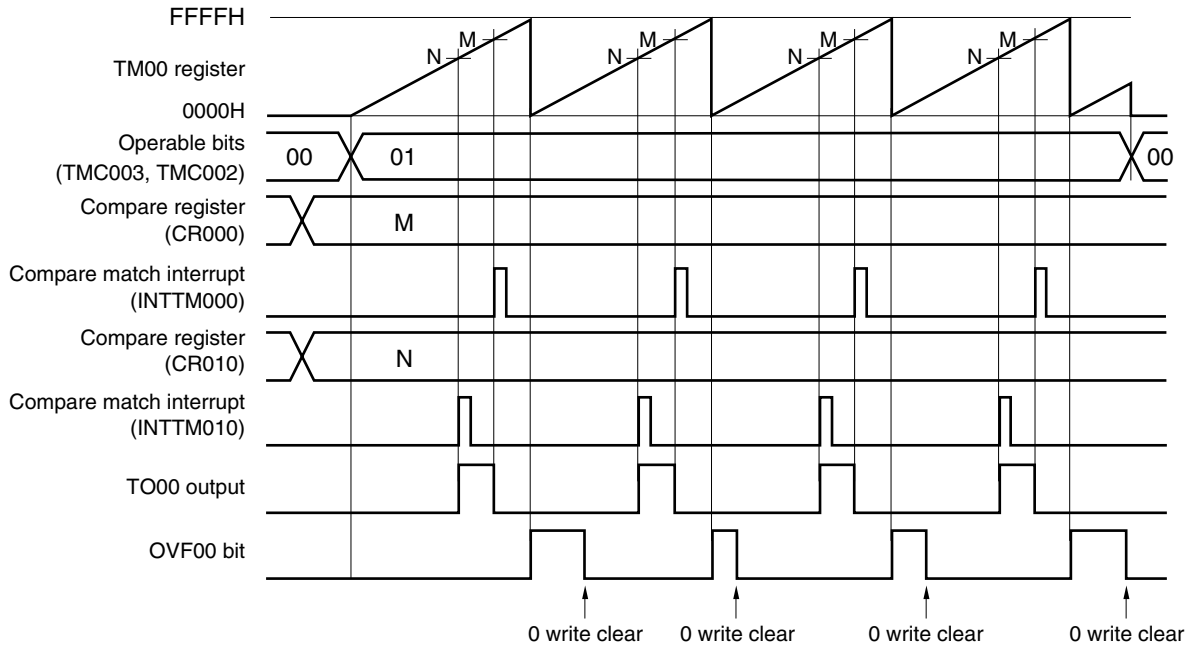 FFFFH
M M M M
N N N N
TM00 register
0000H
Operable bits
(TMC003, TMC002)
00 01 00
Compare register
(CR000)
M
Compare match interrupt
(INTTM000)
Compare register
(CR010)
N
Compare match interrupt
(INTTM010)
TO00 output
OVF00 bit
0 write clear 0 write clear 0 write clear 0 write clear